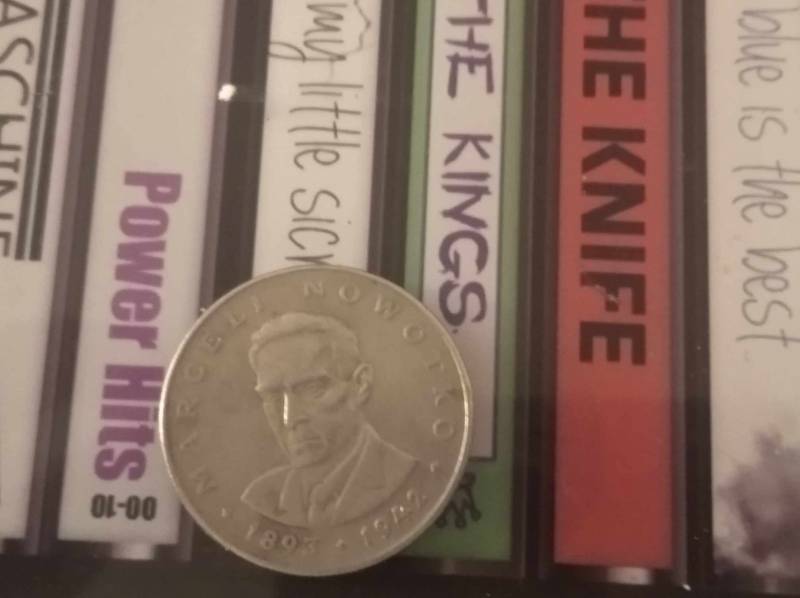 Power Hits
00-10
my little sick
THE KINGS
THE KNIFE
blue is the best
MARCELI NOWOTKO
1893 • 1942